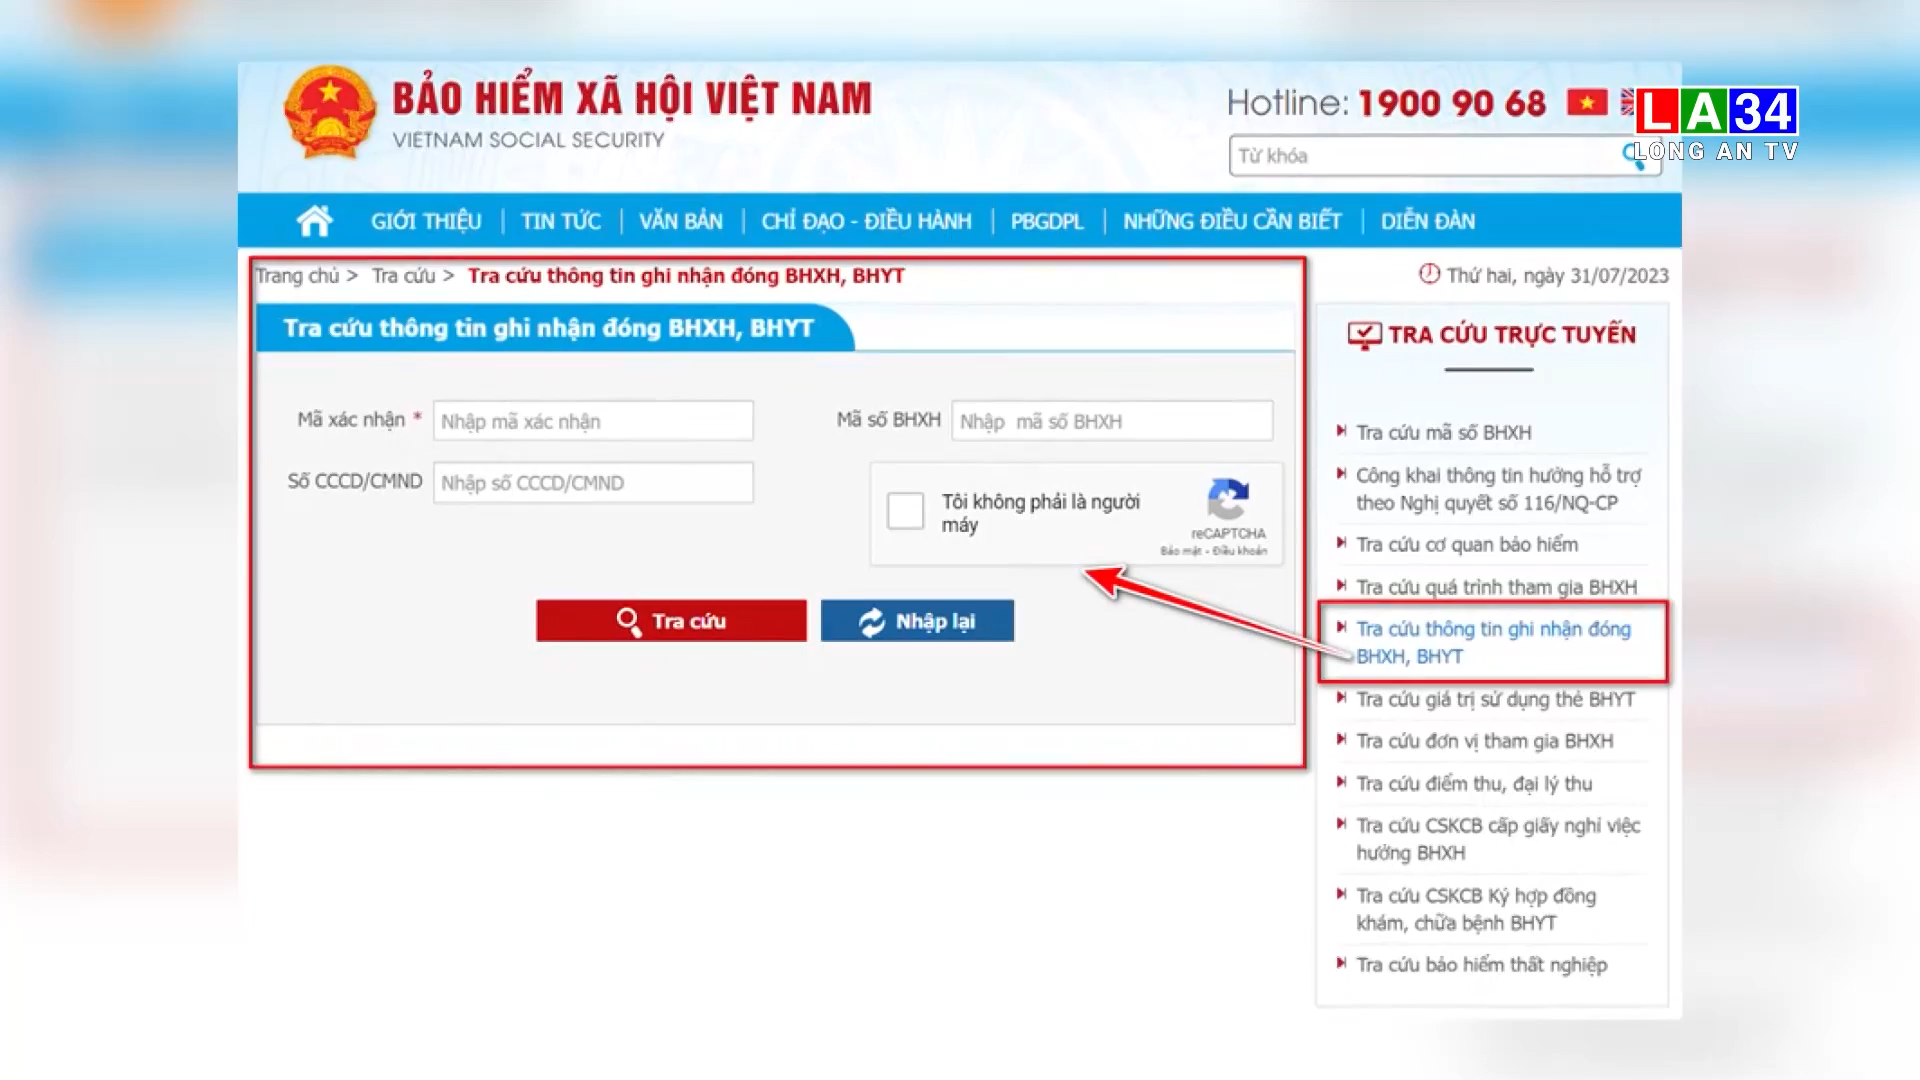 BẢO HIỂM XÃ HỘI VIỆT NAM
VIETNAM SOCIAL SECURITY
Hotline: 1900 90 68
LA34
LONG AN TV
Từ khóa
GIỚI THIỆU
TIN TỨC
VĂN BẢN
CHỈ ĐẠO - ĐIỀU HÀNH
PBGDPL
NHỮNG ĐIỀU CẦN BIẾT
DIỄN ĐÀN
Trang chủ > Tra cứu > Tra cứu thông tin ghi nhận đóng BHXH, BHYT
Thứ hai, ngày 31/07/2023
Tra cứu thông tin ghi nhận đóng BHXH, BHYT
Mã xác nhận * Nhập mã xác nhận
Mã số BHXH Nhập mã số BHXH
Số CCCD/CMND Nhập số CCCD/CMND
Tôi không phải là người
máy
reCAPTCHA
Bảo mật - Điều khoản
Tra cứu
Nhập lại
TRA CỨU TRỰC TUYẾN
Tra cứu mã số BHXH
Công khai thông tin hưởng hỗ trợ
theo Nghị quyết số 116/NQ-CP
Tra cứu cơ quan bảo hiểm
Tra cứu quá trình tham gia BHXH
Tra cứu thông tin ghi nhận đóng
BHXH, BHYT
Tra cứu giá trị sử dụng thẻ BHYT
Tra cứu đơn vị tham gia BHXH
Tra cứu điểm thu, đại lý thu
Tra cứu CSKCB cấp giấy nghỉ việc
hưởng BHXH
Tra cứu CSKCB Ký hợp đồng
khám, chữa bệnh BHYT
Tra cứu bảo hiểm thất nghiệp